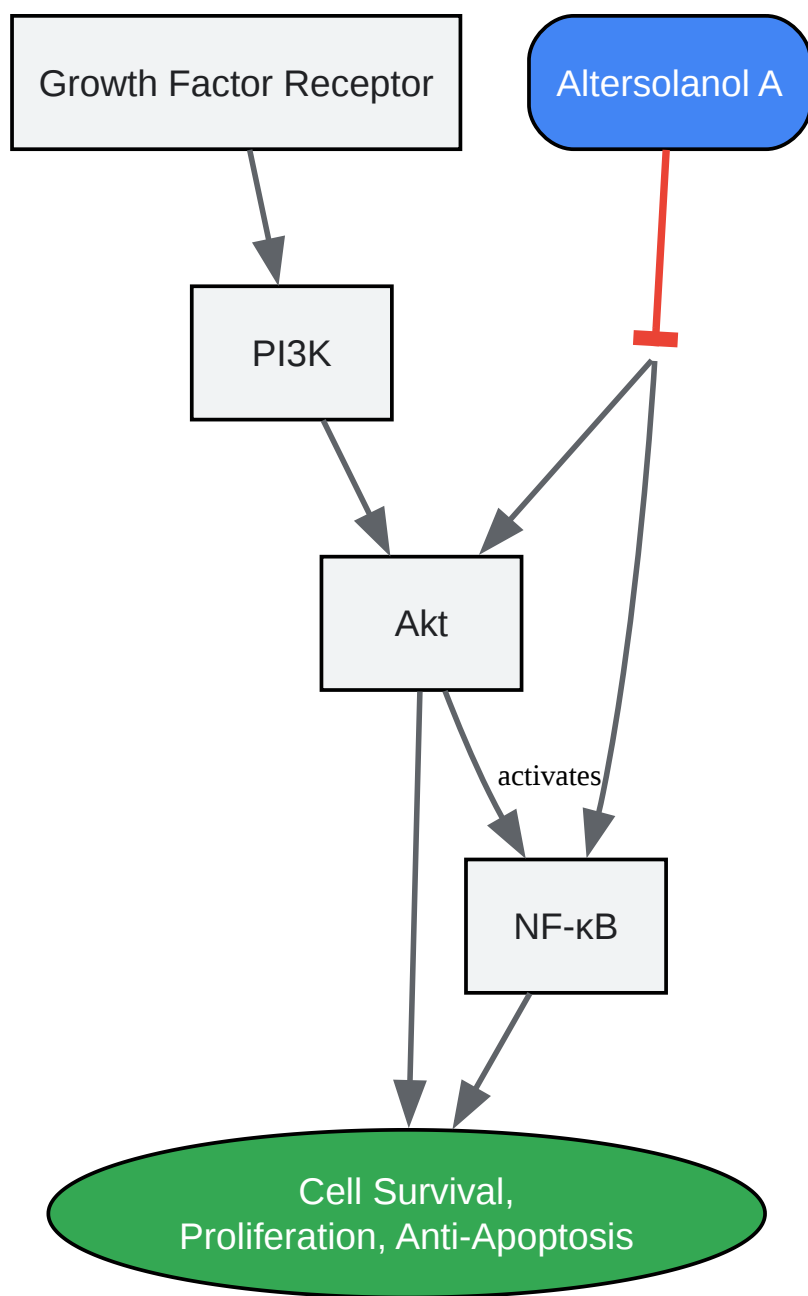 Growth Factor Receptor
Altersolanol A
PI3K
Akt
activates
NF-κB
Cell Survival,
Proliferation, Anti-Apoptosis